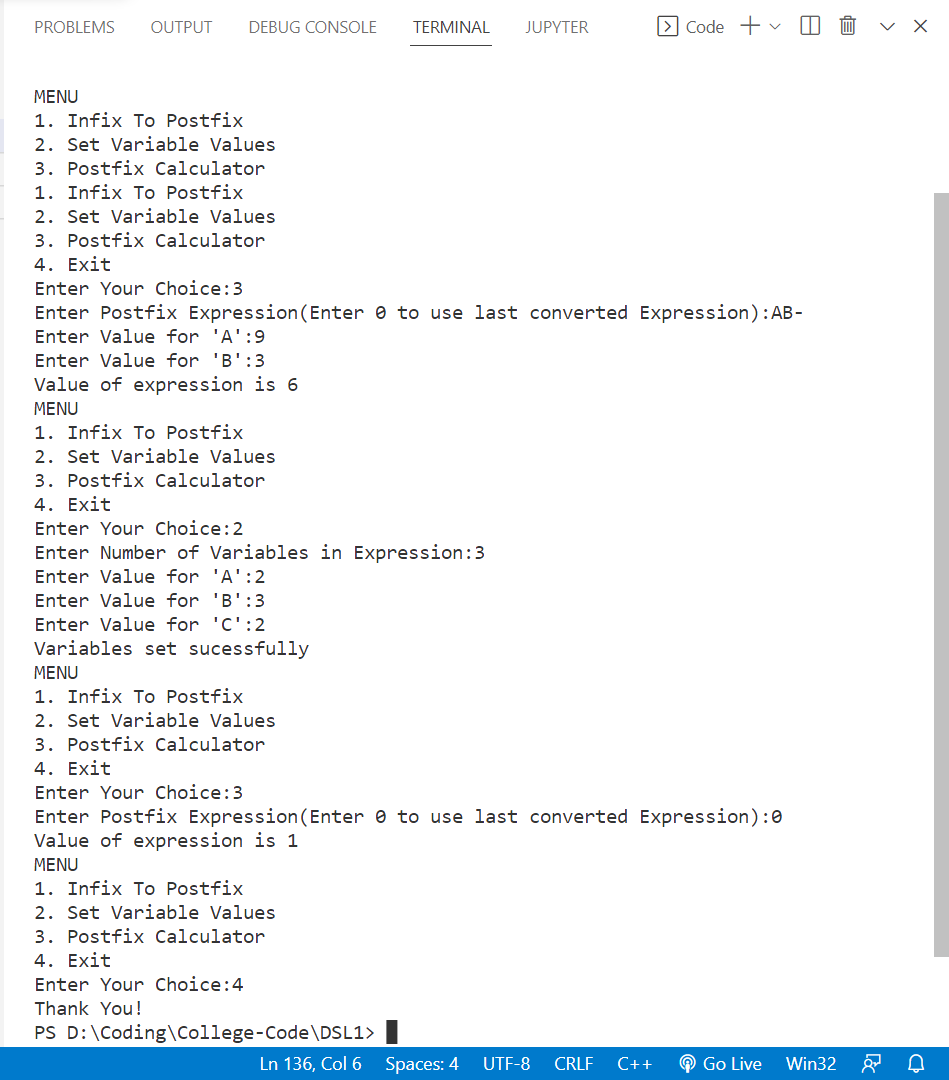 PROBLEMS OUTPUT DEBUG CONSOLE TERMINAL JUPYTER Code
MENU
1. Infix To Postfix
2. Set Variable Values
3. Postfix Calculator
1. Infix To Postfix
2. Set Variable Values
3. Postfix Calculator
4. Exit
Enter Your Choice:3
Enter Postfix Expression(Enter 0 to use last converted Expression):AB-
Enter Value for 'A':9
Enter Value for 'B':3
Value of expression is 6
MENU
1. Infix To Postfix
2. Set Variable Values
3. Postfix Calculator
4. Exit
Enter Your Choice:2
Enter Number of Variables in Expression:3
Enter Value for 'A':2
Enter Value for 'B':3
Enter Value for 'C':2
Variables set sucessfully
MENU
1. Infix To Postfix
2. Set Variable Values
3. Postfix Calculator
4. Exit
Enter Your Choice:3
Enter Postfix Expression(Enter 0 to use last converted Expression):0
Value of expression is 1
MENU
1. Infix To Postfix
2. Set Variable Values
3. Postfix Calculator
4. Exit
Enter Your Choice:4
Thank You!
PS D:\Coding\College-Code\DSL1>
Ln 136, Col 6 Spaces: 4 UTF-8 CRLF C++ Go Live Win32